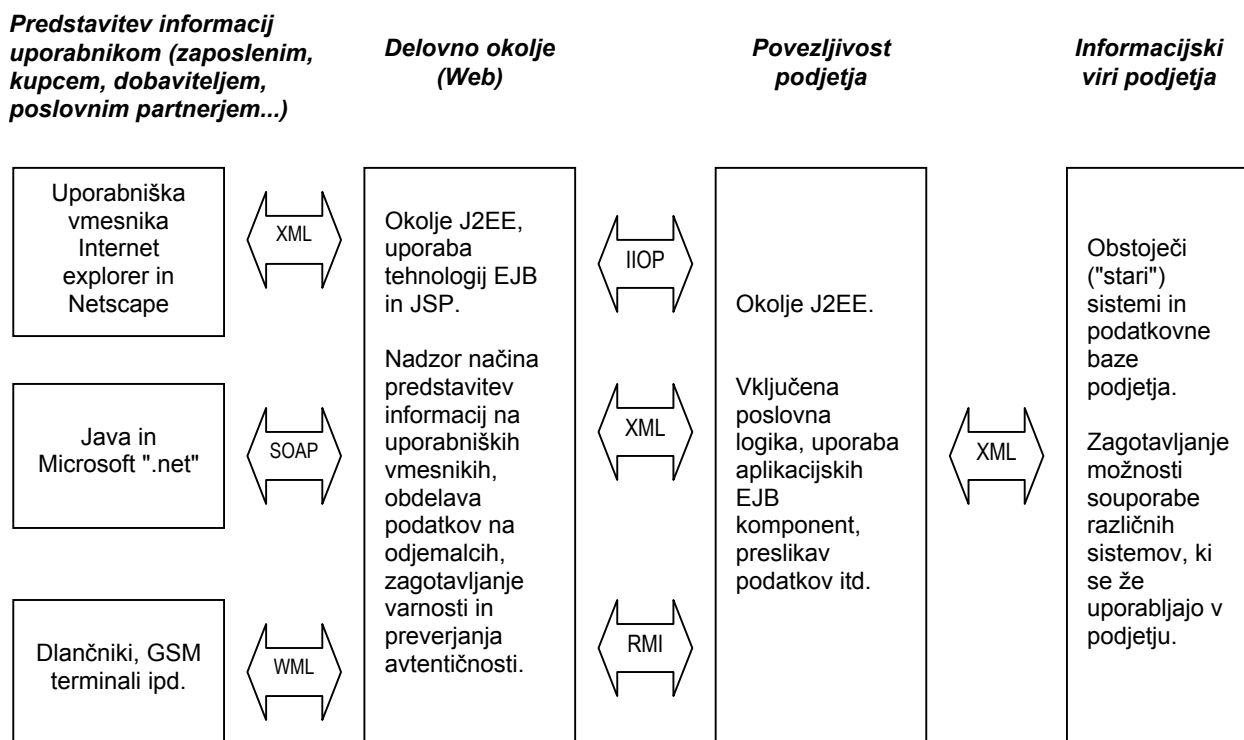 Predstavitev informacij
uporabnikom (zaposlenim,
kupcem, dobaviteljem,
poslovnim partnerjem...)
Delovno okolje
(Web)
Povezljivost
podjetja
Informacijski
viri podjetja
Uporabniška
vmesnika
Internet
explorer in
Netscape
XML
Java in
Microsoft ".net"
SOAP
Dlančniki, GSM
terminali ipd.
WML
Okolje J2EE,
uporaba
tehnologij EJB
in JSP.
Nadzor načina
predstavitev
informacij na
uporabniških
vmesnikih,
obdelava
podatkov na
odjemalcih,
zagotavljanje
varnosti in
preverjanja
avtentičnosti.
IIOP
XML
RMI
Okolje J2EE.
Vključena
poslovna
logika, uporaba
aplikacijskih
EJB
komponent,
preslikav
podatkov itd.
XML
Obstoječi
("stari")
sistemi in
podatkovne
baze
podjetja.
Zagotavljanje
možnosti
souporabe
različnih
sistemov, ki
se že
uporabljajo v
podjetju.